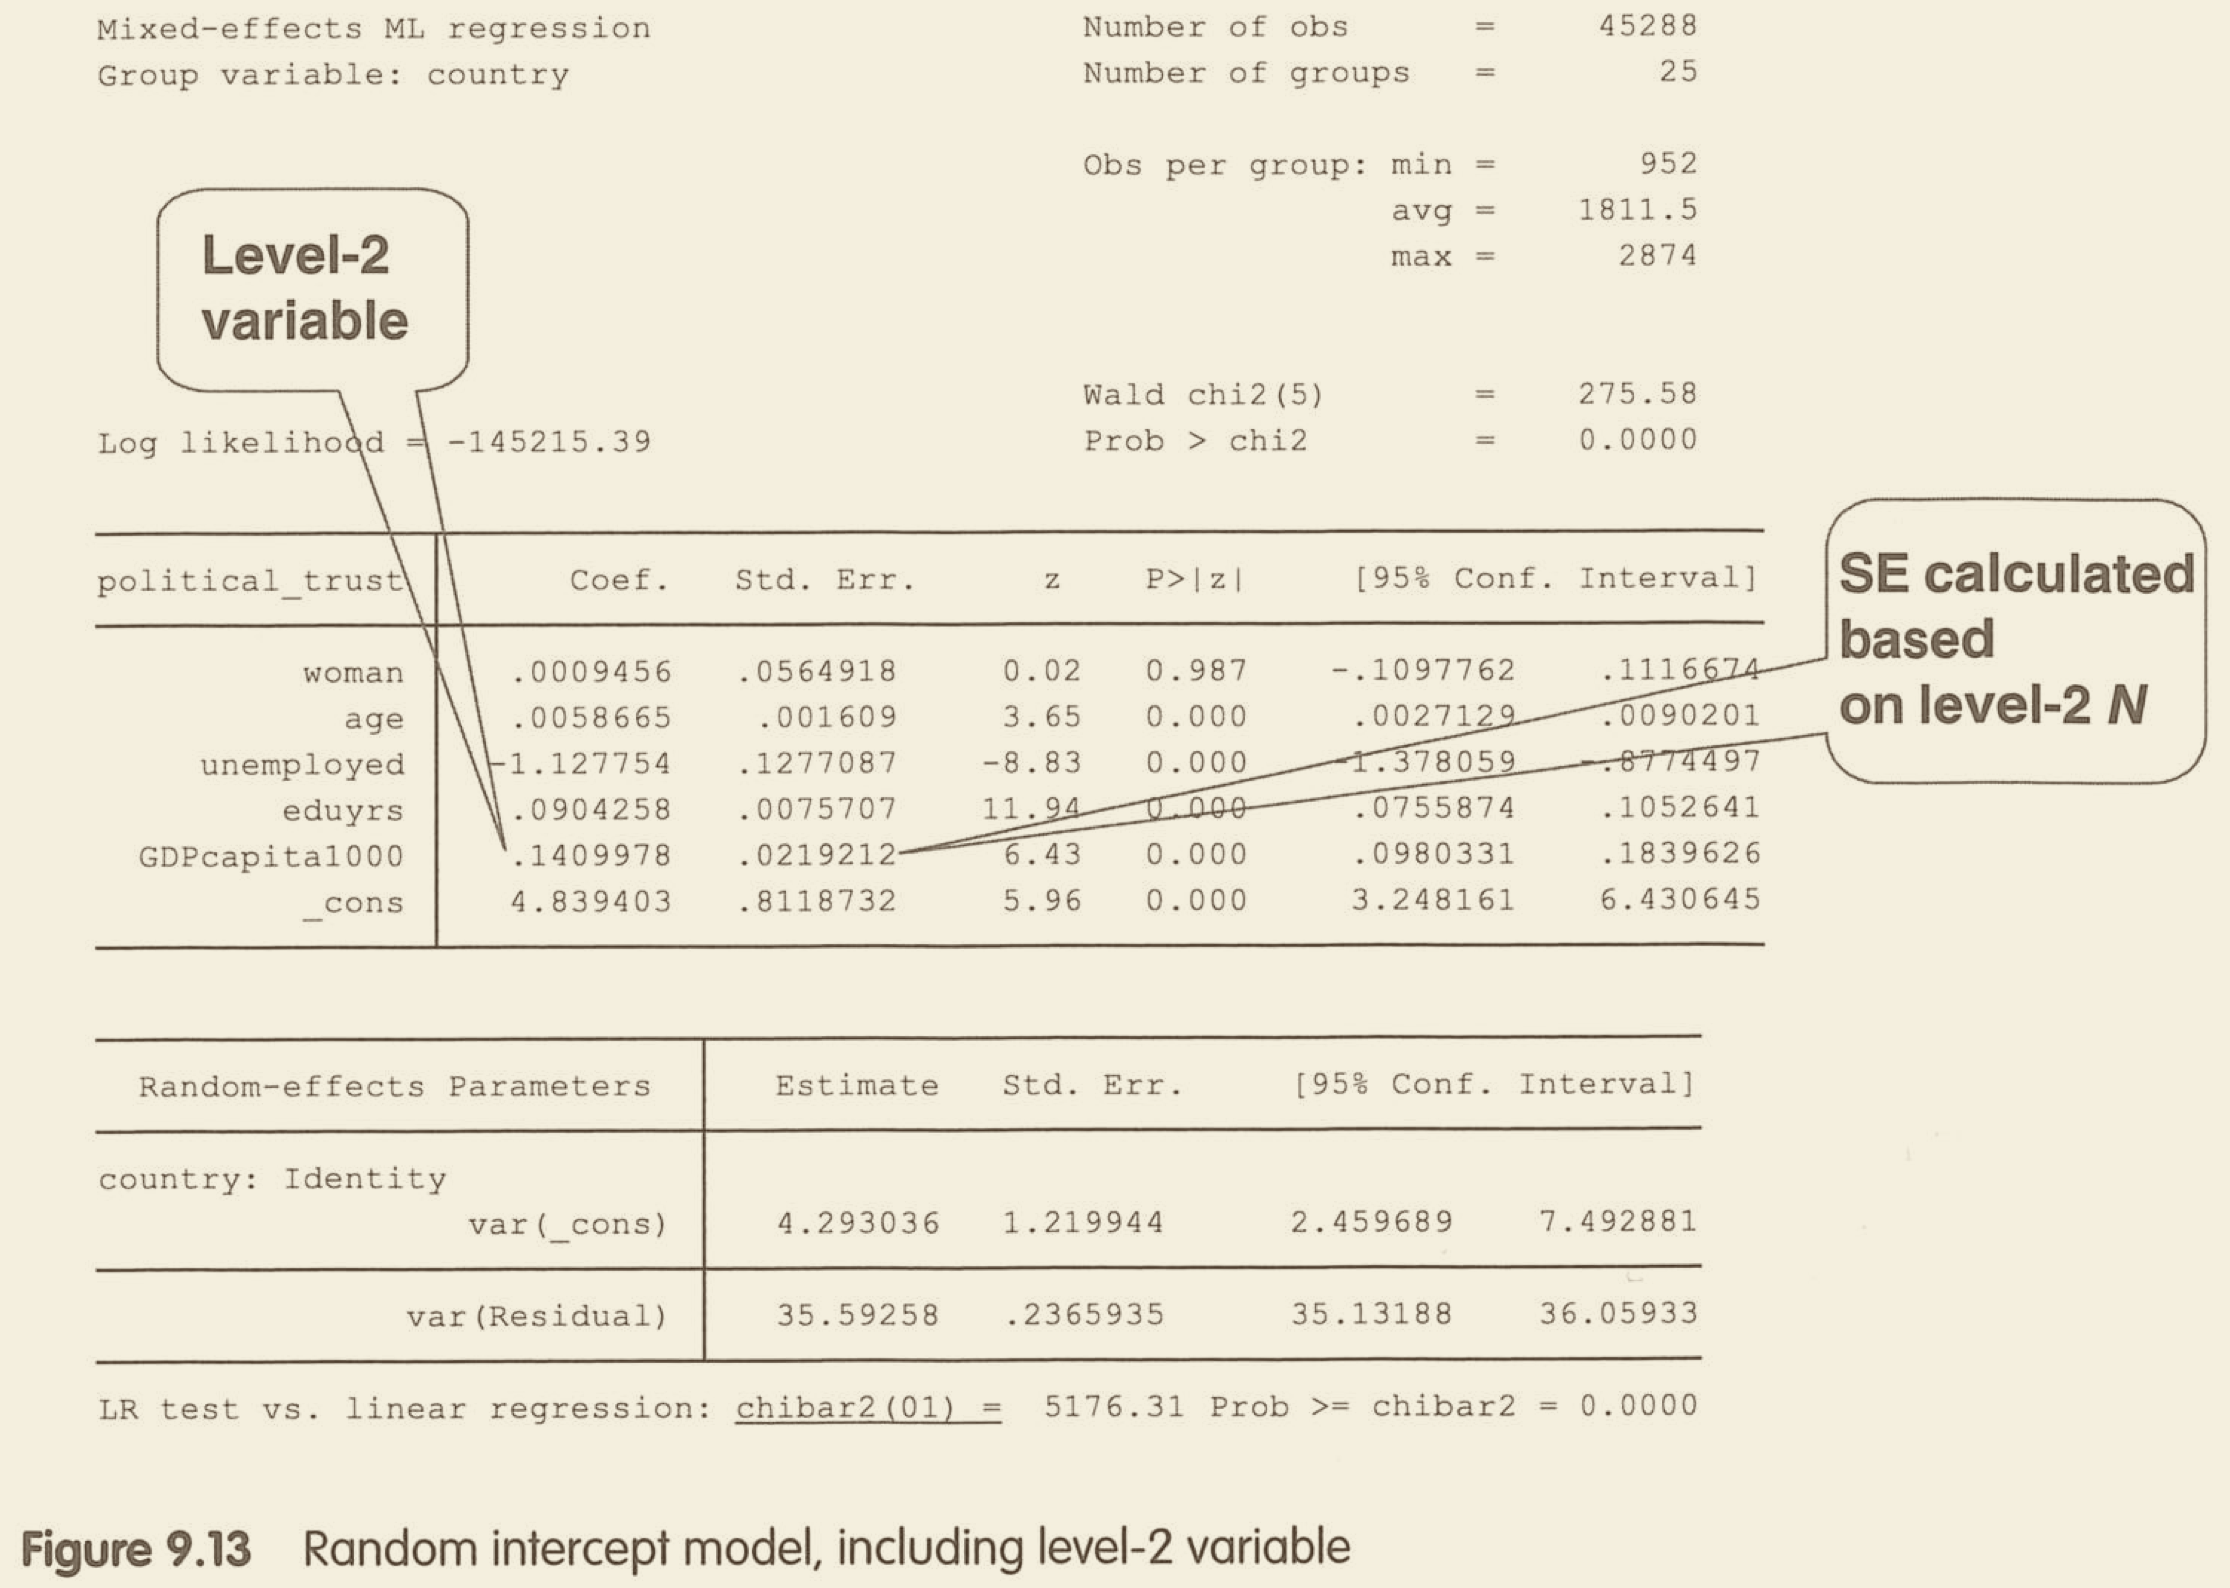 Mixed-effects ML regression Number of obs = 45288
Group variable: country Number of groups = 25
Obs per group: min = 952
avg = 1811.5
max = 2874
Level-2
variable
Wald chi2(5) = 275.58
Log likelihood = -145215.39 Prob > chi2 = 0.0000
SE calculated
based
on level-2 N
political_trust Coef. Std. Err. z P>|z| [95% Conf. Interval]
woman .0009456 .0564918 0.02 0.987 -.1097762 .1116674
age .0058665 .001609 3.65 0.000 .0027129 .0090201
unemployed -1.127754 .1277087 -8.83 0.000 -1.378059 -.8774497
eduyrs .0904258 .0075707 11.94 0.000 .0755874 .1052641
GDPcapita1000 .1409978 .0219212 6.43 0.000 .0980331 .1839626
_cons 4.839403 .8118732 5.96 0.000 3.248161 6.430645
Random-effects Parameters Estimate Std. Err. [95% Conf. Interval]
country: Identity
var(_cons) 4.293036 1.219944 2.459689 7.492881
var(Residual) 35.59258 .2365935 35.13188 36.05933
LR test vs. linear regression: chibar2(01) = 5176.31 Prob >= chibar2 = 0.0000
Figure 9.13 Random intercept model, including level-2 variable